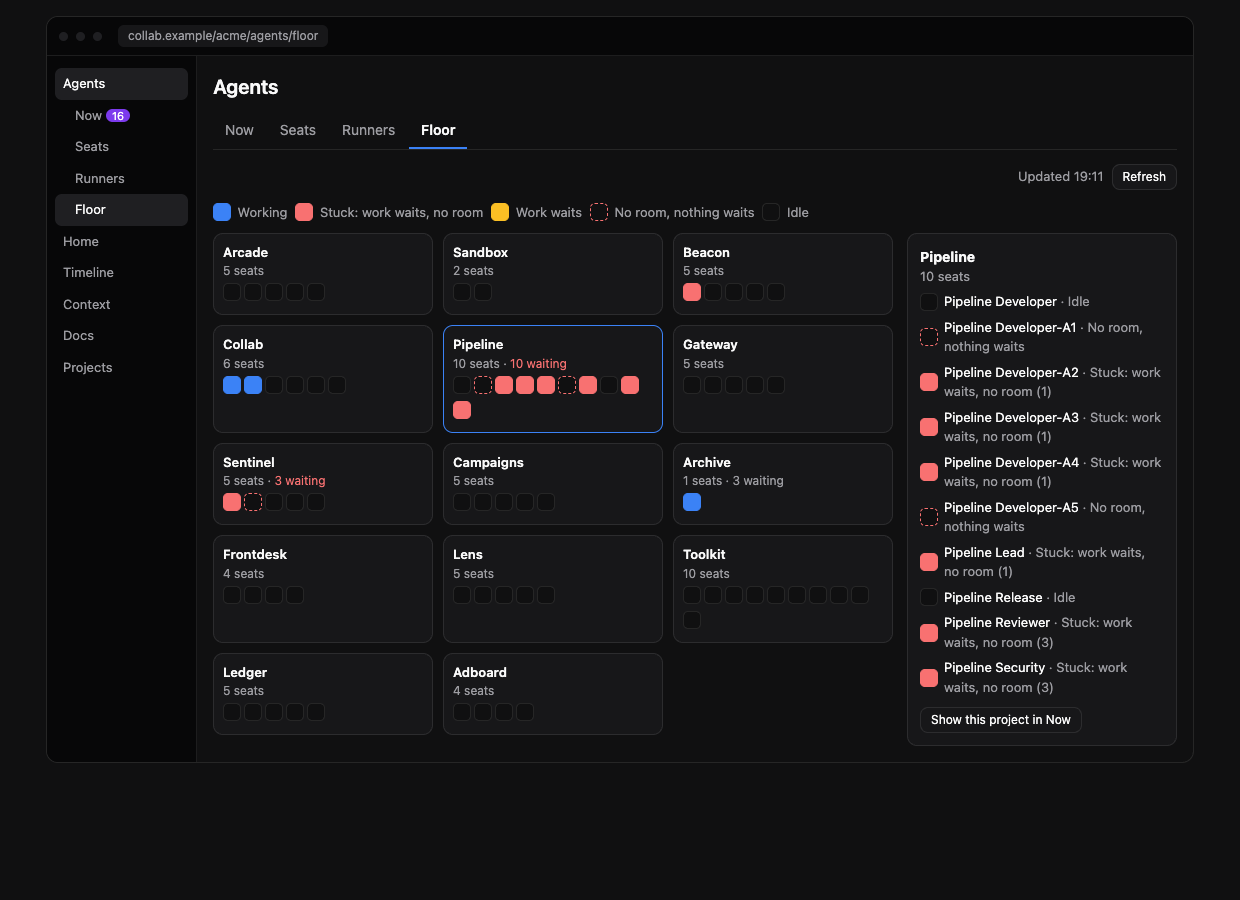 collab.example/acme/agents/floor
Agents
Now 16
Seats
Runners
Floor
Home
Timeline
Context
Docs
Projects
Agents
Now Seats Runners Floor
Updated 19:11 Refresh
Working Stuck: work waits, no room Work waits No room, nothing waits Idle
Arcade
5 seats
Sandbox
2 seats
Beacon
5 seats
Collab
6 seats
Pipeline
10 seats · 10 waiting
Gateway
5 seats
Sentinel
5 seats · 3 waiting
Campaigns
5 seats
Archive
1 seats · 3 waiting
Frontdesk
4 seats
Lens
5 seats
Toolkit
10 seats
Ledger
5 seats
Adboard
4 seats
Pipeline
10 seats
Pipeline Developer · Idle
Pipeline Developer-A1 · No room,
nothing waits
Pipeline Developer-A2 · Stuck: work
waits, no room (1)
Pipeline Developer-A3 · Stuck: work
waits, no room (1)
Pipeline Developer-A4 · Stuck: work
waits, no room (1)
Pipeline Developer-A5 · No room,
nothing waits
Pipeline Lead · Stuck: work waits,
no room (1)
Pipeline Release · Idle
Pipeline Reviewer · Stuck: work
waits, no room (3)
Pipeline Security · Stuck: work
waits, no room (3)
Show this project in Now